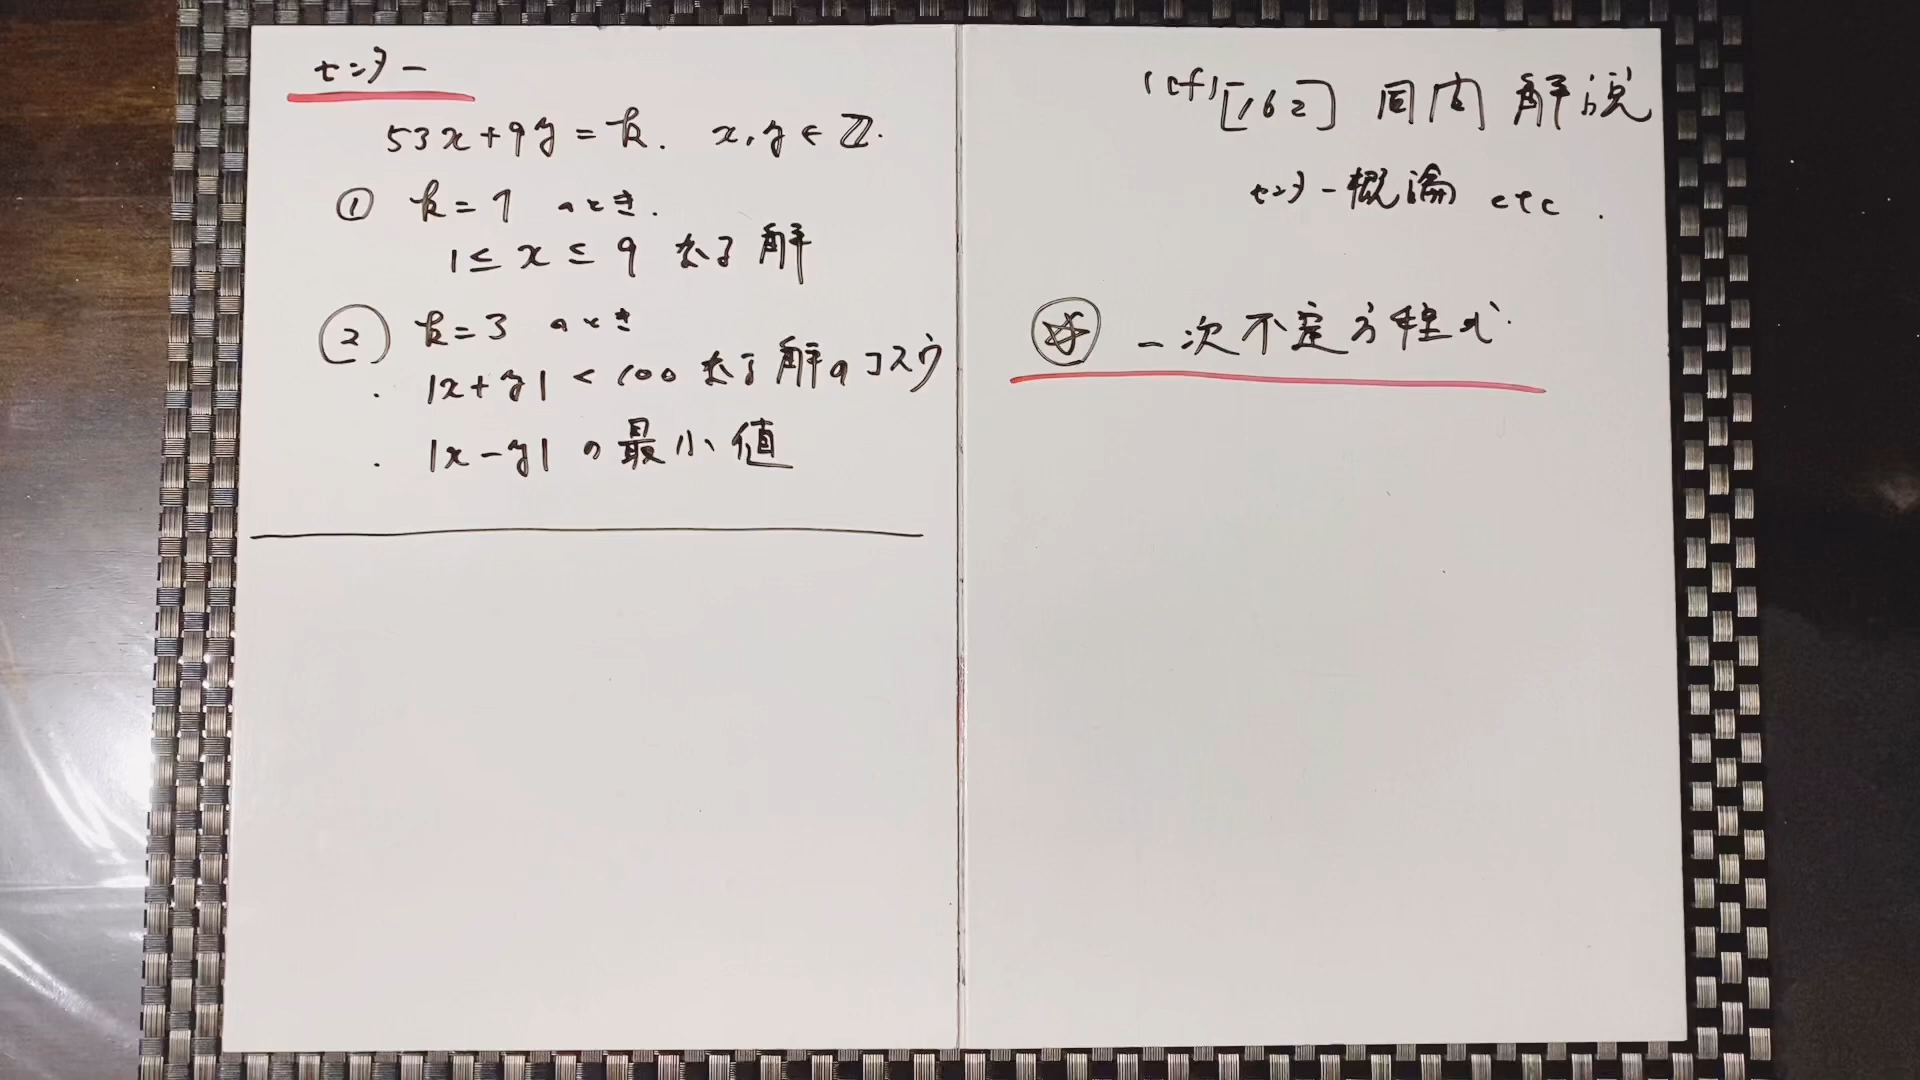 センター
53x+9y=k. x,y∈ℤ.
① k=1 のとき.
1≤x≤9 なる 解
② k=3 のとき
・ |x+y|<100 なる 解の コスウ
・ |x-y| の 最小値
(cf) [162] 同内 解説
センター概論 etc.
☆ 一次不定方程式